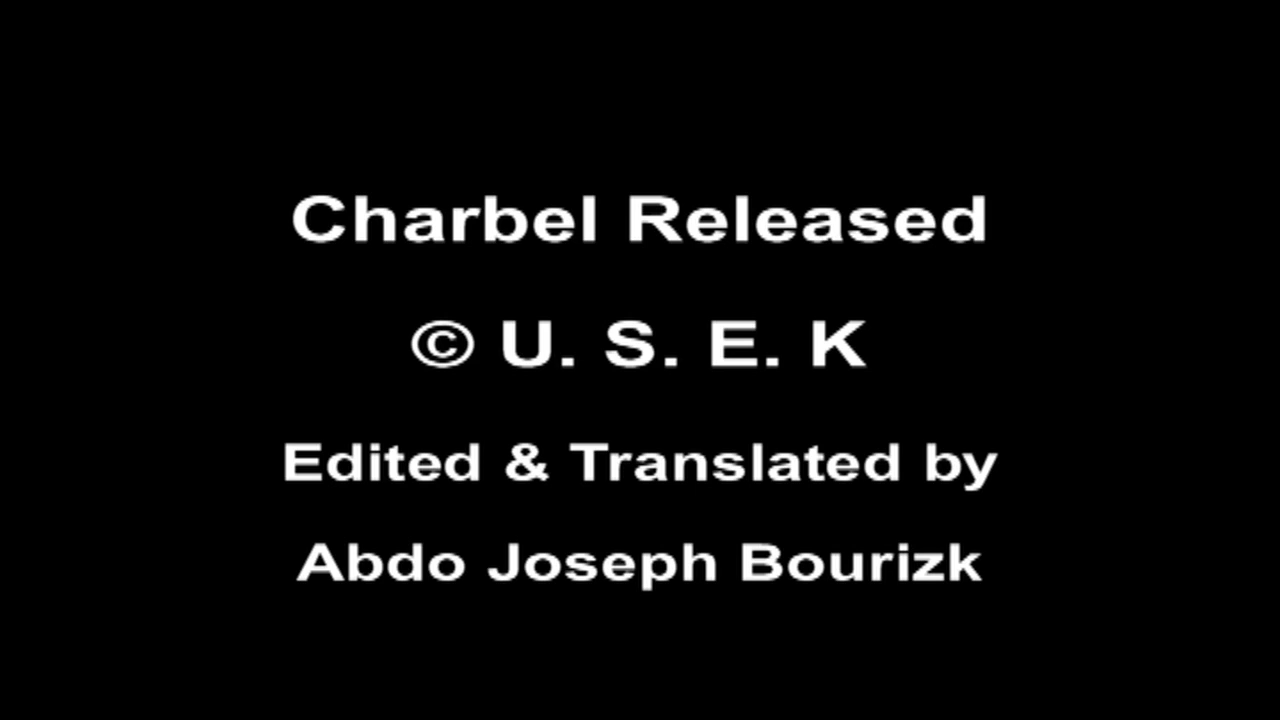 Charbel Released
© U. S. E. K
Edited & Translated by
Abdo Joseph Bourizk